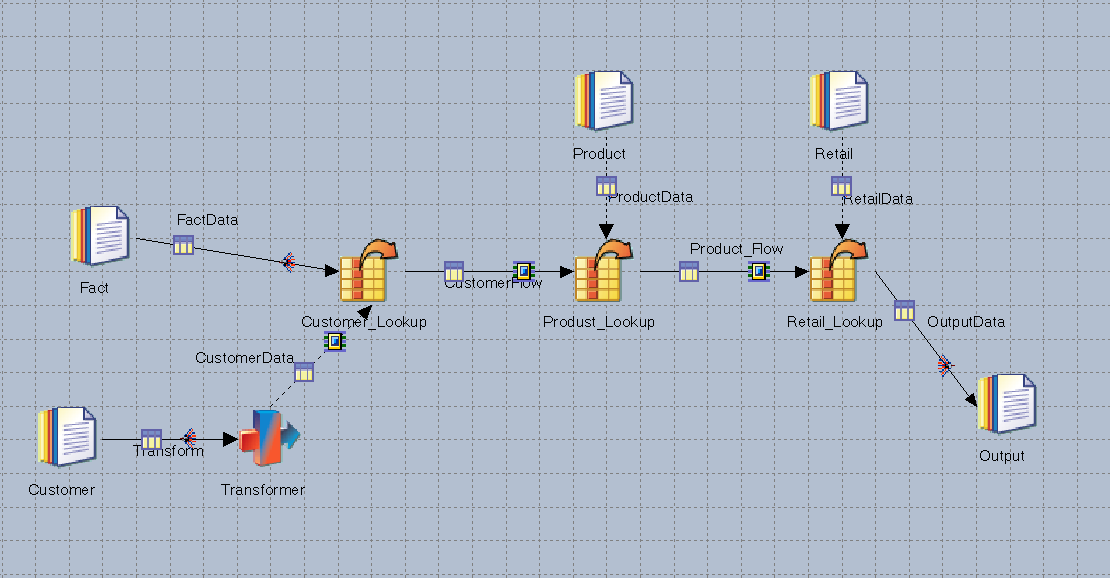 Product
Retail
ProductData
RetailData
FactData
Product_Flow
Fact
CustomerFlow
Customer_Lookup
Produst_Lookup
Retail_Lookup
OutputData
CustomerData
Transform
Output
Customer
Transformer